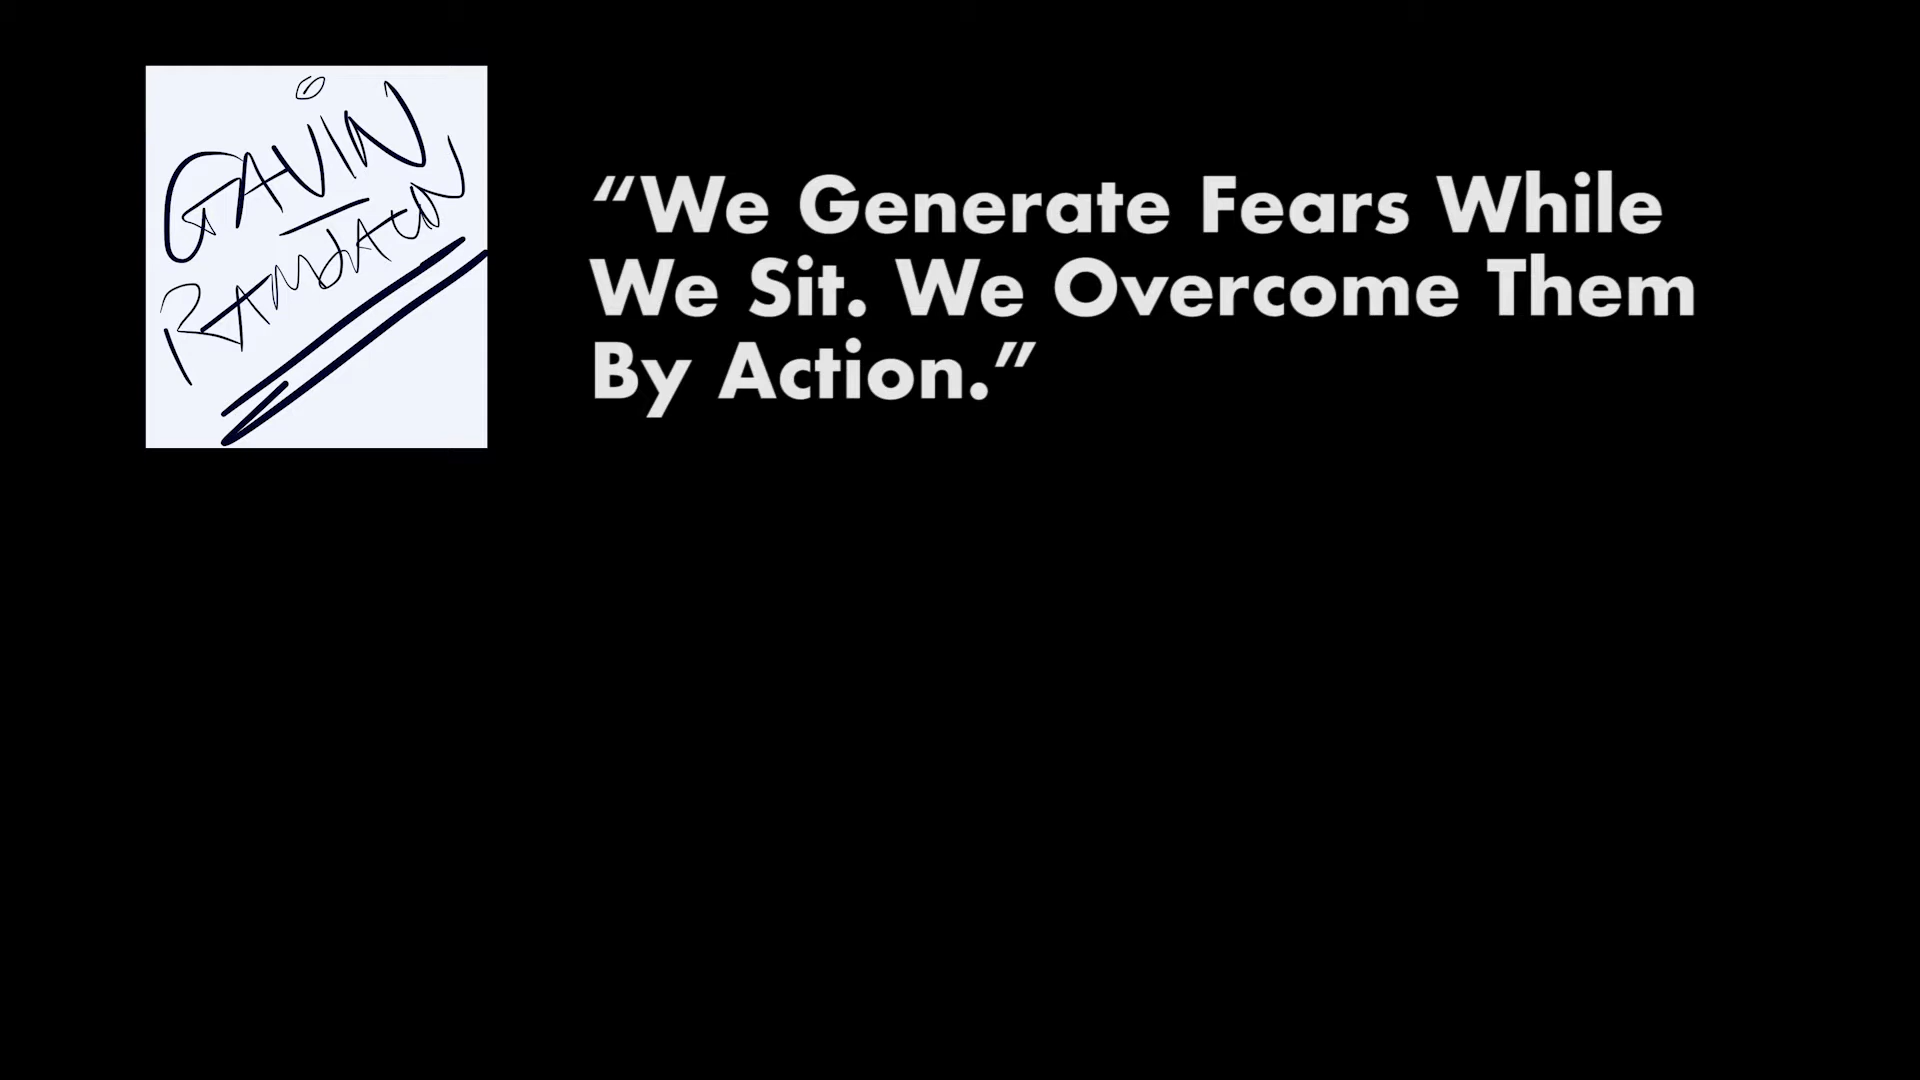 GAVIN
“We Generate Fears While
We Sit. We Overcome Them
By Action.”